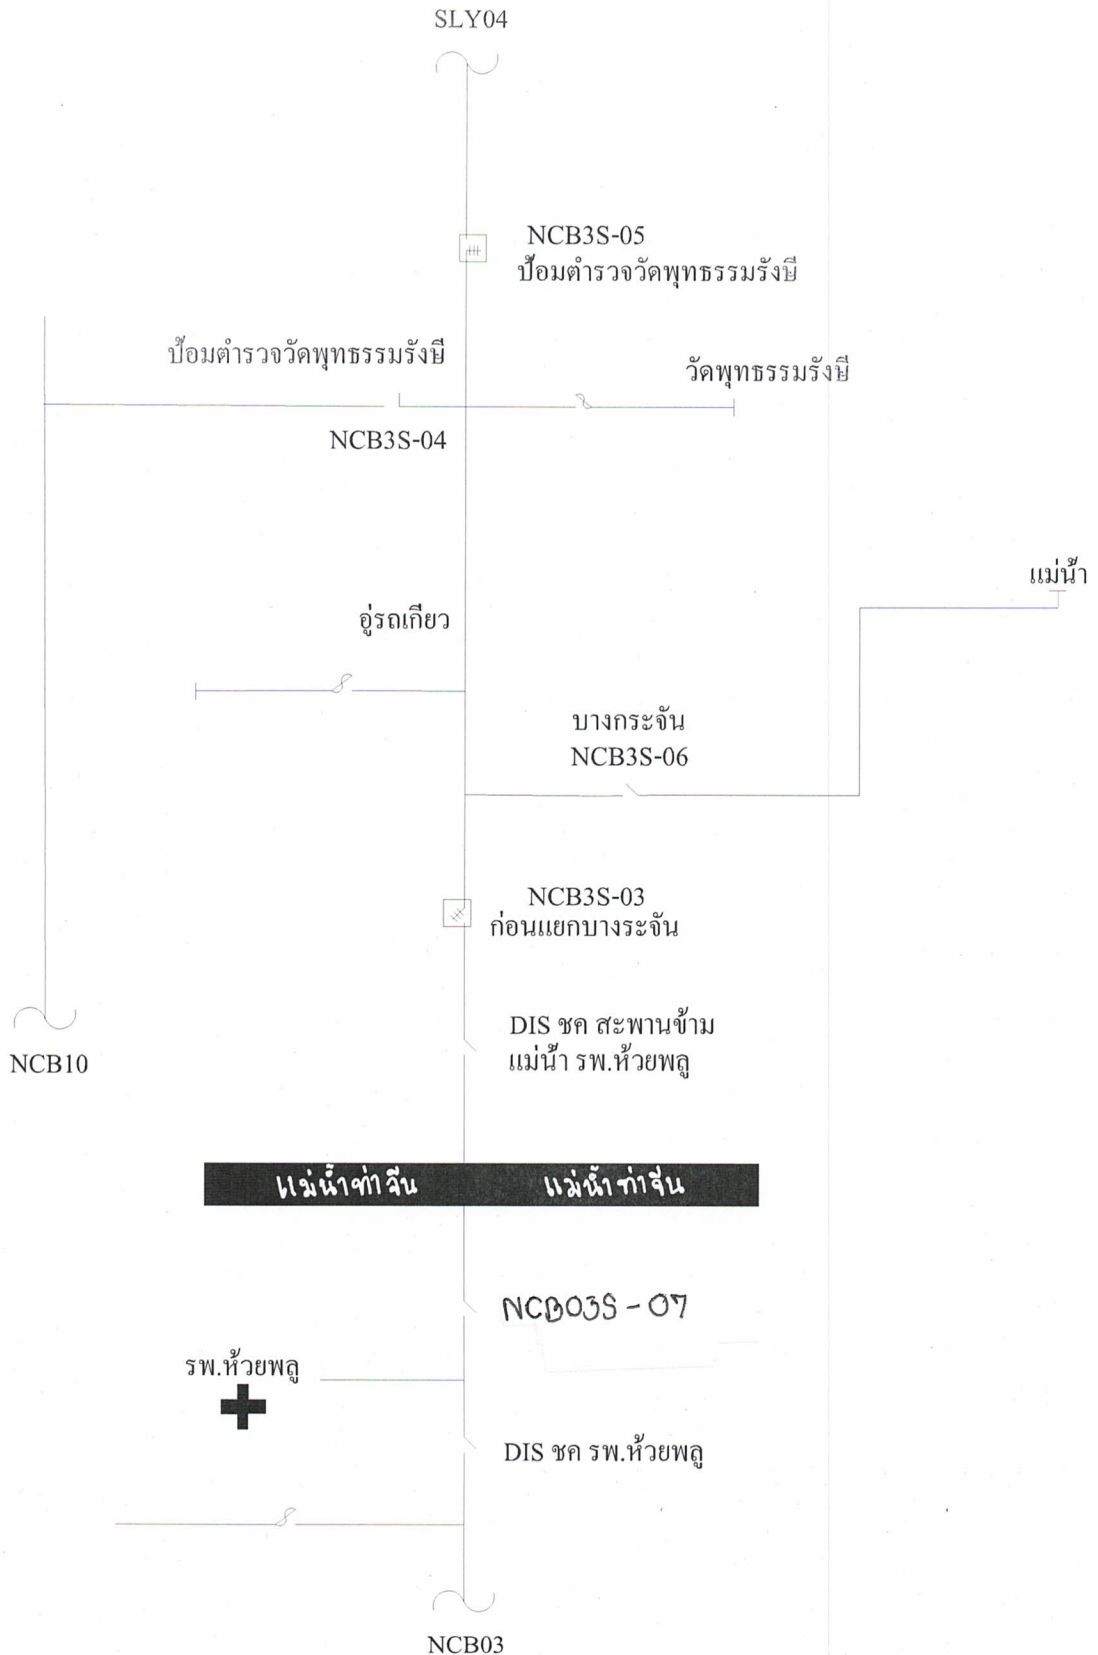 SLY04
NCB3S-05
ป้อมตำรวจวัดพุทธรรมรังษี
ป้อมตำรวจวัดพุทธรรมรังษี
วัดพุทธรรมรังษี
NCB3S-04
แม่น้ำ
อู่รถเกียว
บางกระจัน
NCB3S-06
NCB3S-03
ก่อนแยกบางระจัน
DIS ชค สะพานข้าม
แม่น้ำ รพ.ห้วยพลู
NCB10
แม่น้ำท่าจีน แม่น้ำท่าจีน
NCB03S-07
รพ.ห้วยพลู
DIS ชค รพ.ห้วยพลู
NCB03